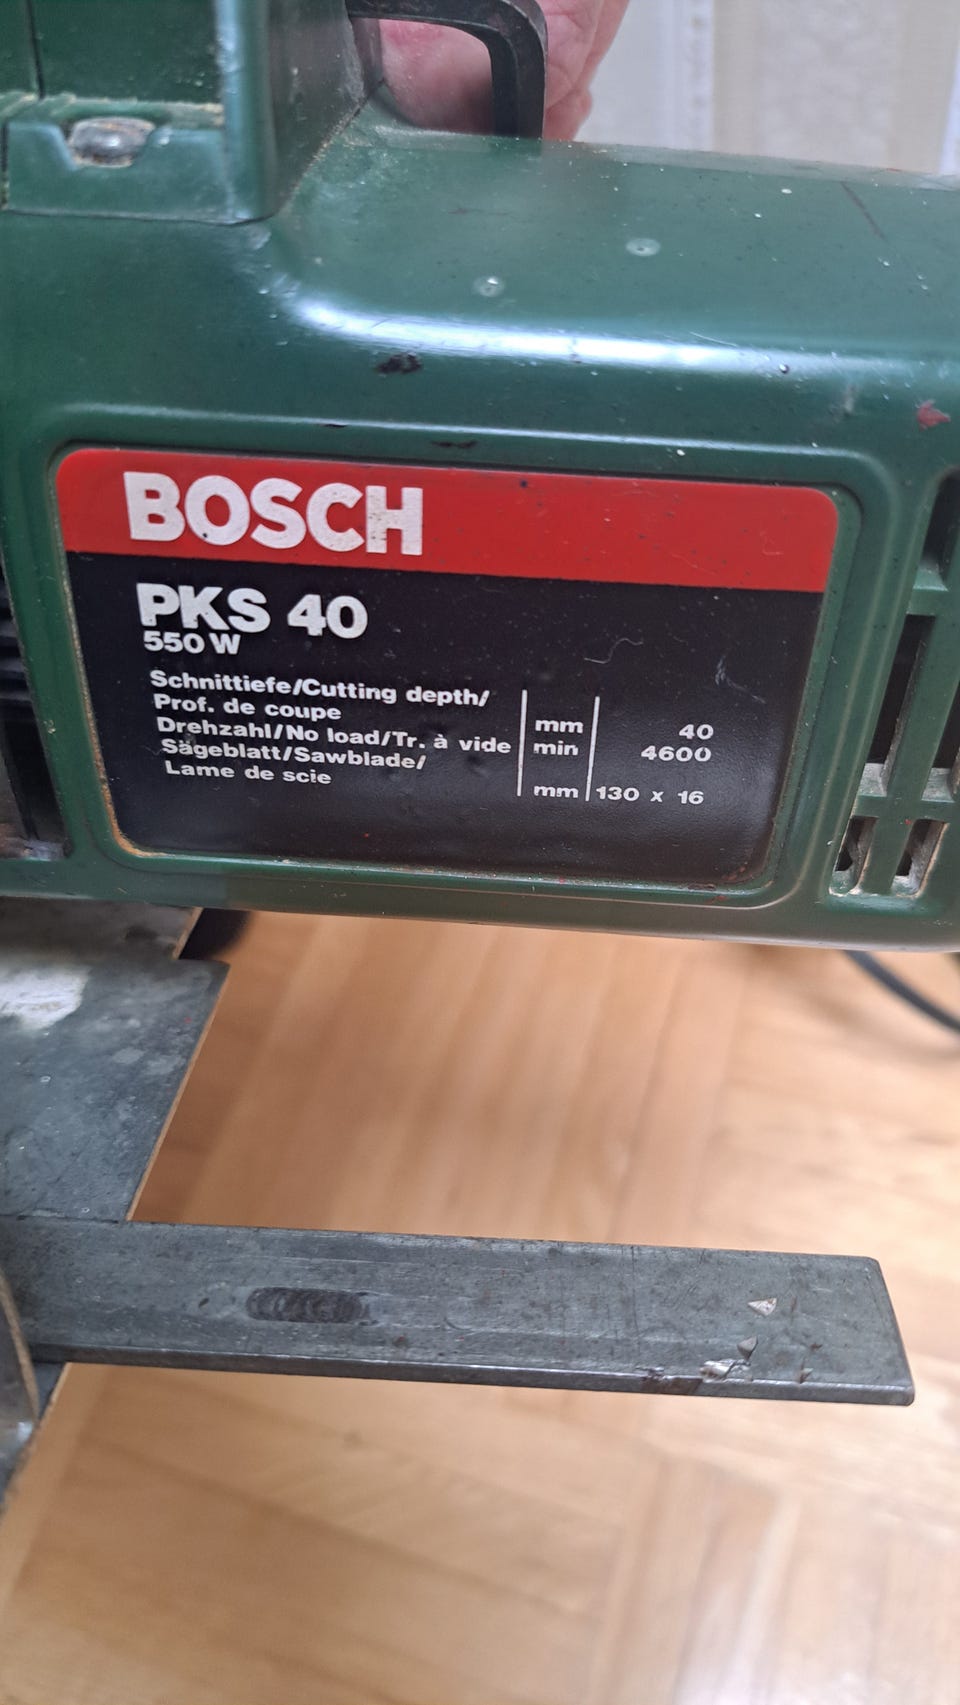 BOSCH
PKS 40
550 W
Schnittiefe/Cutting depth/
Prof. de coupe mm 40
Drehzahl/No load/Tr. à vide min 4600
Sägeblatt/Sawblade/
Lame de scie mm 130 x 16